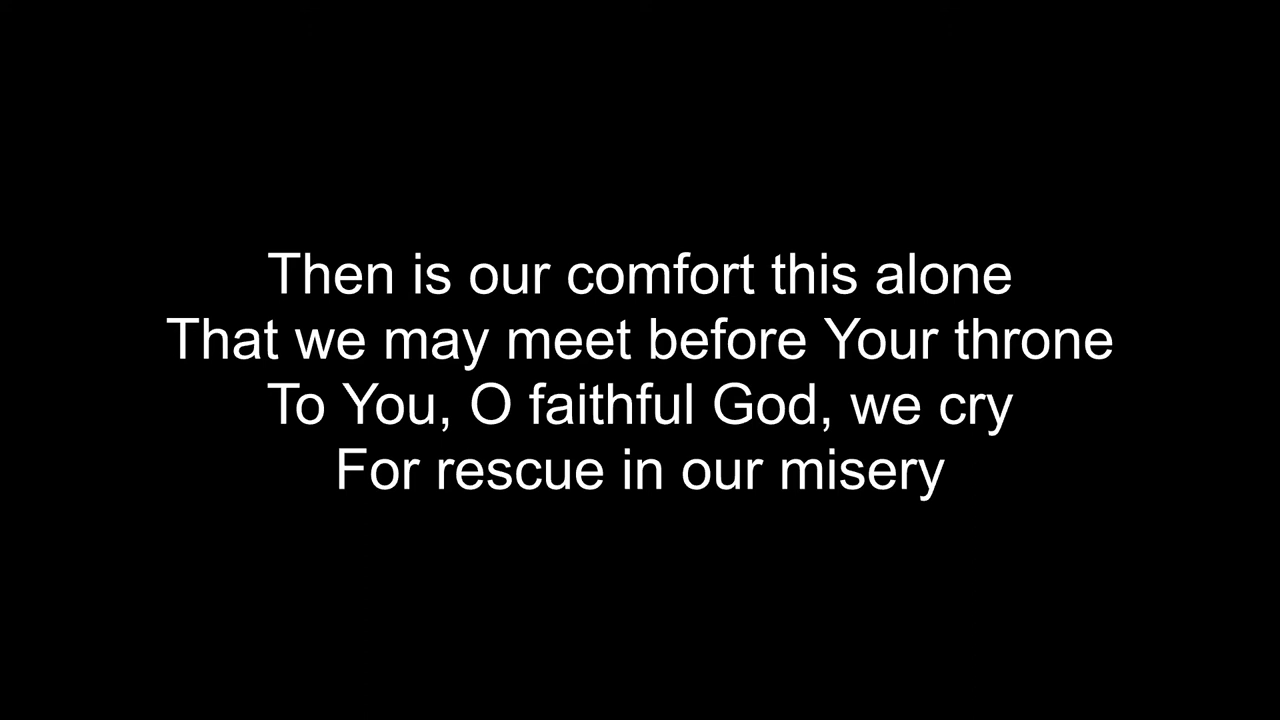 Then is our comfort this alone
That we may meet before Your throne
To You, O faithful God, we cry
For rescue in our misery